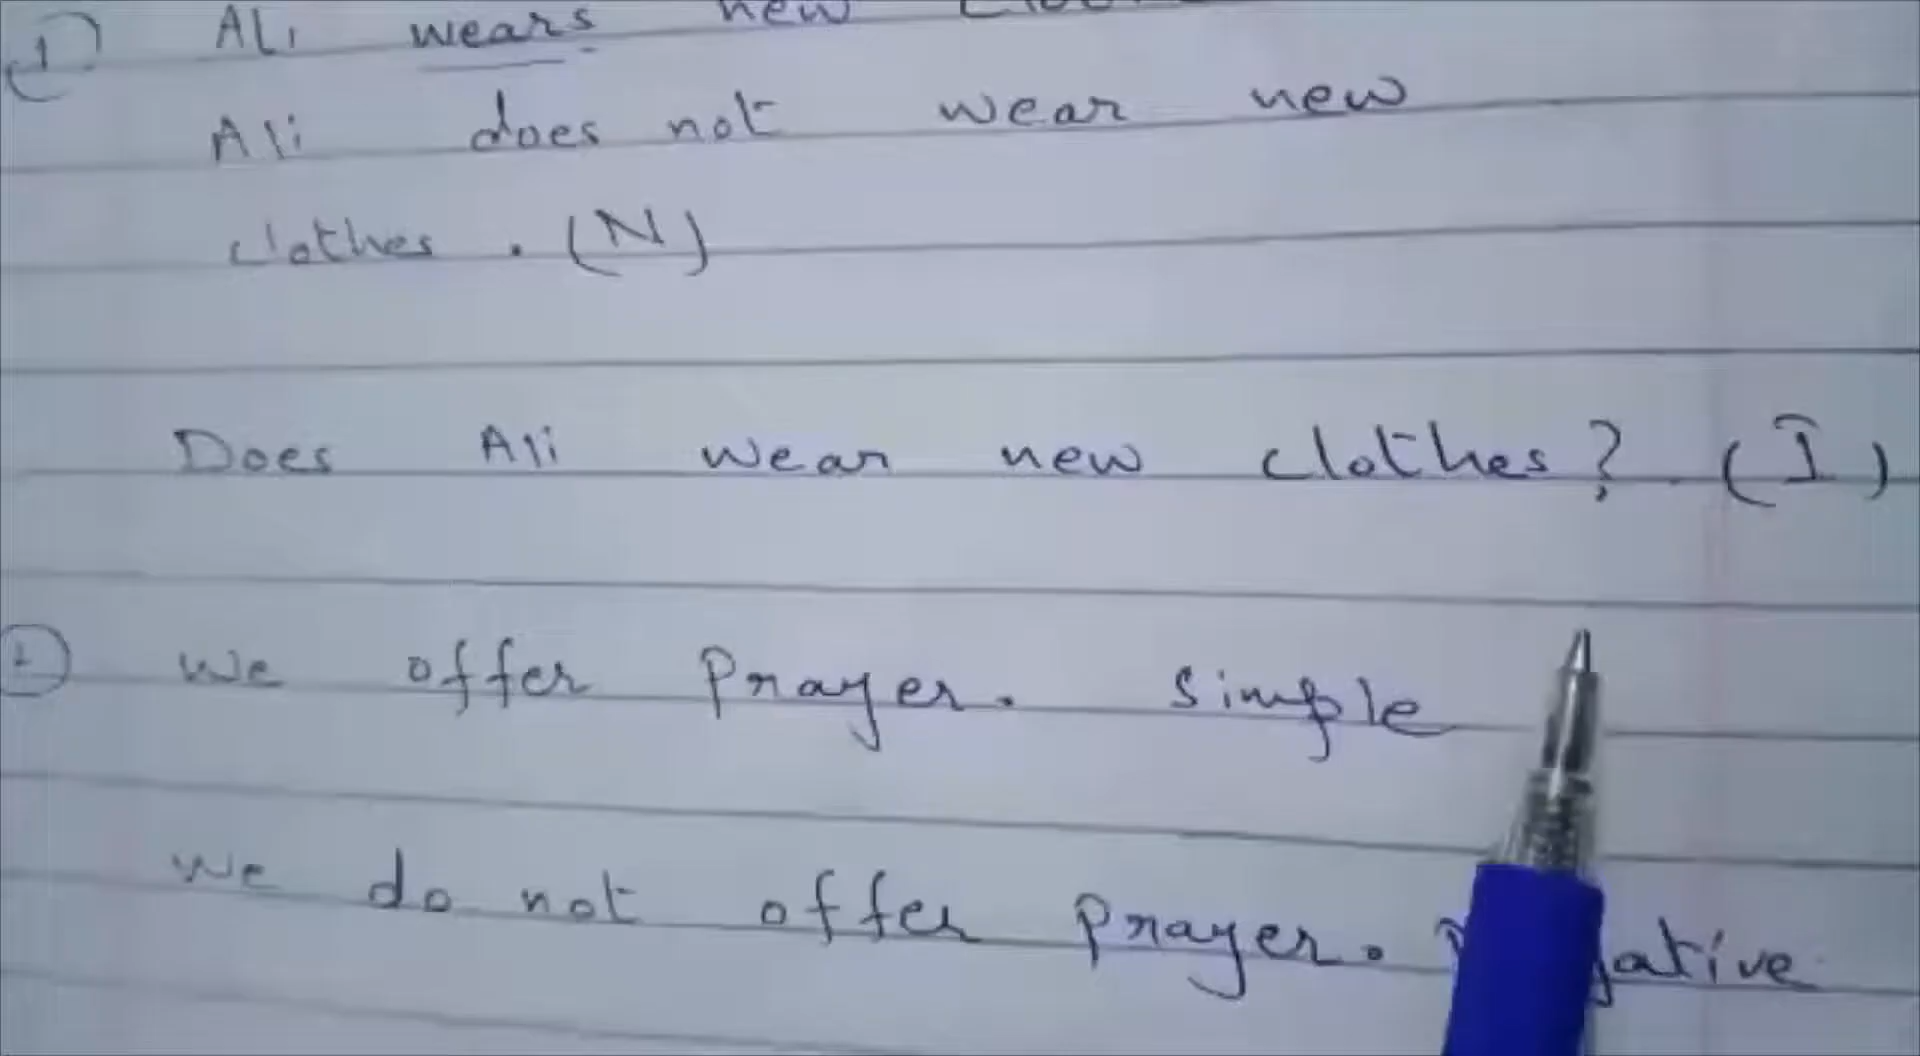 1 Ali wears new
Ali does not wear new
clothes. (N)
Does Ali wear new clothes? (I)
2 We offer Prayer. Simple
We do not offer Prayer.